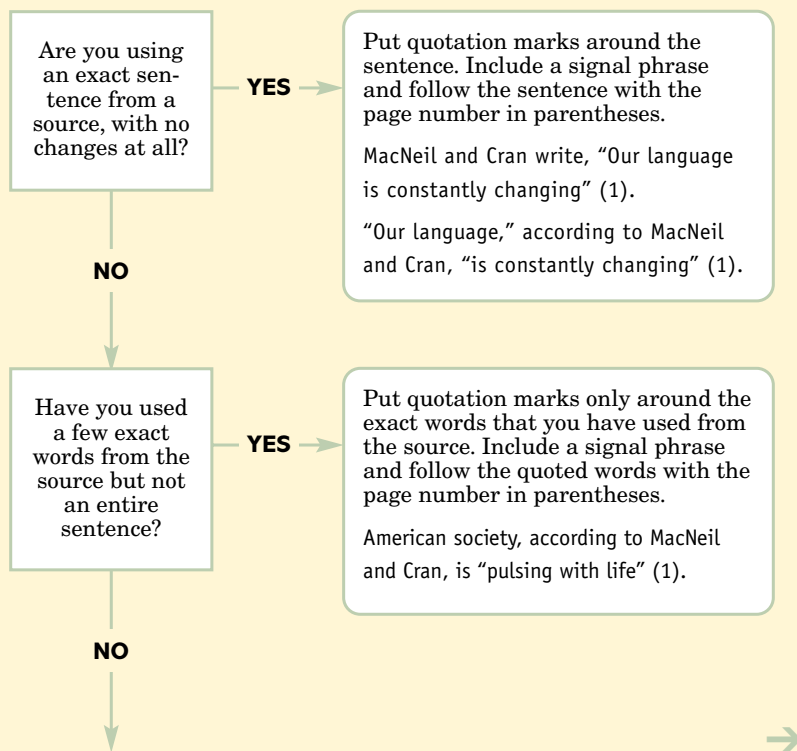 Are you using
an exact sen-
tence from a
source, with no
changes at all?
YES
Put quotation marks around the
sentence. Include a signal phrase
and follow the sentence with the
page number in parentheses.
MacNeil and Cran write, “Our language
is constantly changing” (1).
“Our language,” according to MacNeil
and Cran, “is constantly changing” (1).
NO
Have you used
a few exact
words from the
source but not
an entire
sentence?
YES
Put quotation marks only around the
exact words that you have used from
the source. Include a signal phrase
and follow the quoted words with the
page number in parentheses.
American society, according to MacNeil
and Cran, is “pulsing with life” (1).
NO